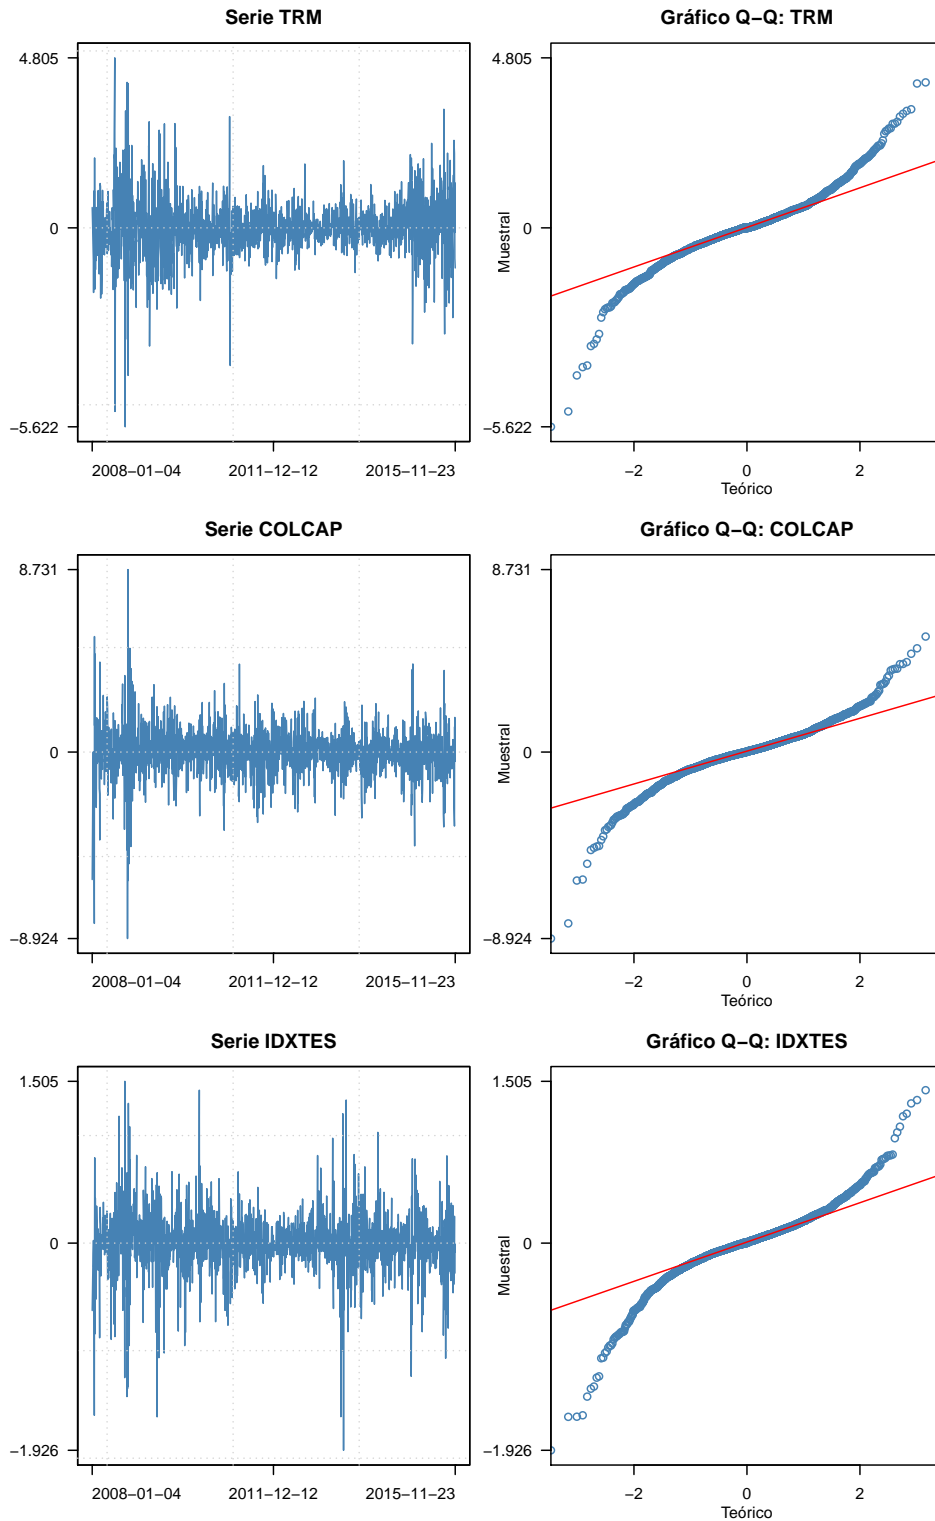 Serie TRM
4.805
0
−5.622
2008−01−04 2011−12−12 2015−11−23
Gráfico Q−Q: TRM
Muestral
4.805
0
−5.622
−2 0 2
Teórico
Serie COLCAP
8.731
0
−8.924
2008−01−04 2011−12−12 2015−11−23
Gráfico Q−Q: COLCAP
Muestral
8.731
0
−8.924
−2 0 2
Teórico
Serie IDXTES
1.505
0
−1.926
2008−01−04 2011−12−12 2015−11−23
Gráfico Q−Q: IDXTES
Muestral
1.505
0
−1.926
−2 0 2
Teórico